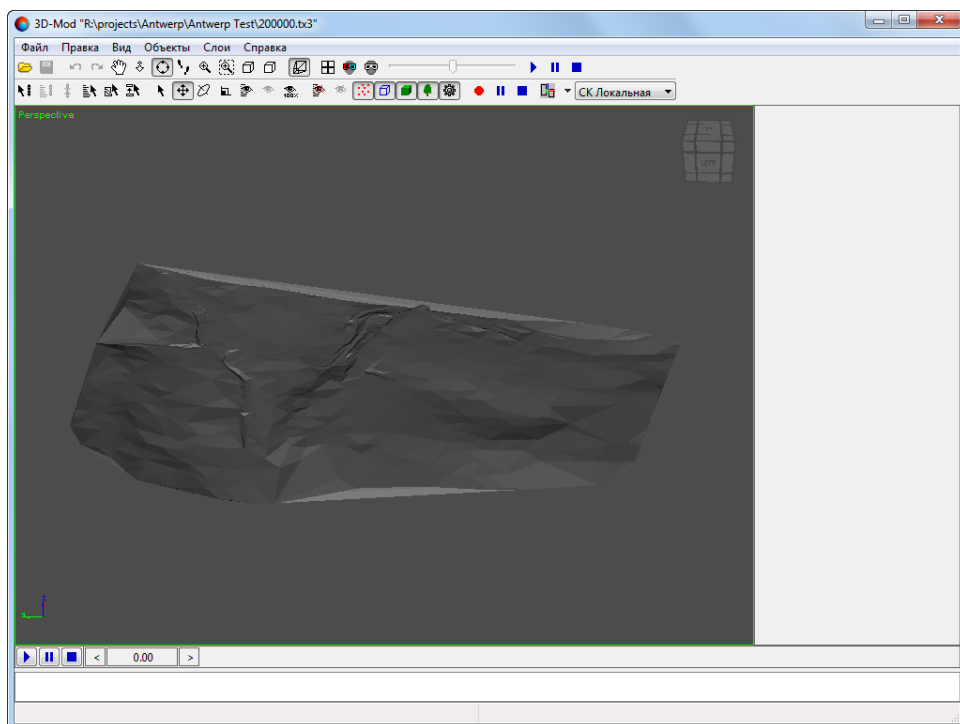 3D-Mod "R:\projects\Antwerp\Antwerp Test\200000.tx3"
Файл Правка Вид Объекты Слои Справка
СК Локальная
Perspective
LEFT
z
< 0.00 >